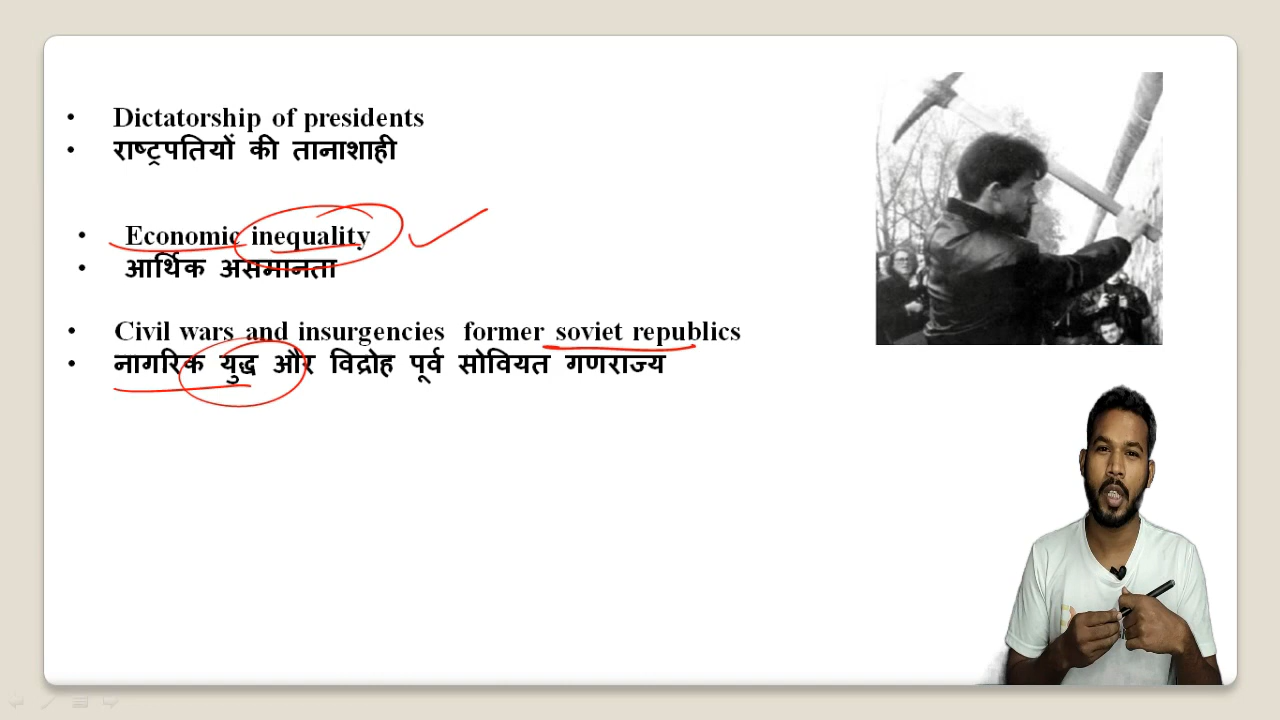 • Dictatorship of presidents
• राष्ट्रपतियों की तानाशाही
• Economic inequality
• आर्थिक असमानता
• Civil wars and insurgencies former soviet republics
• नागरिक युद्ध और विद्रोह पूर्व सोवियत गणराज्य